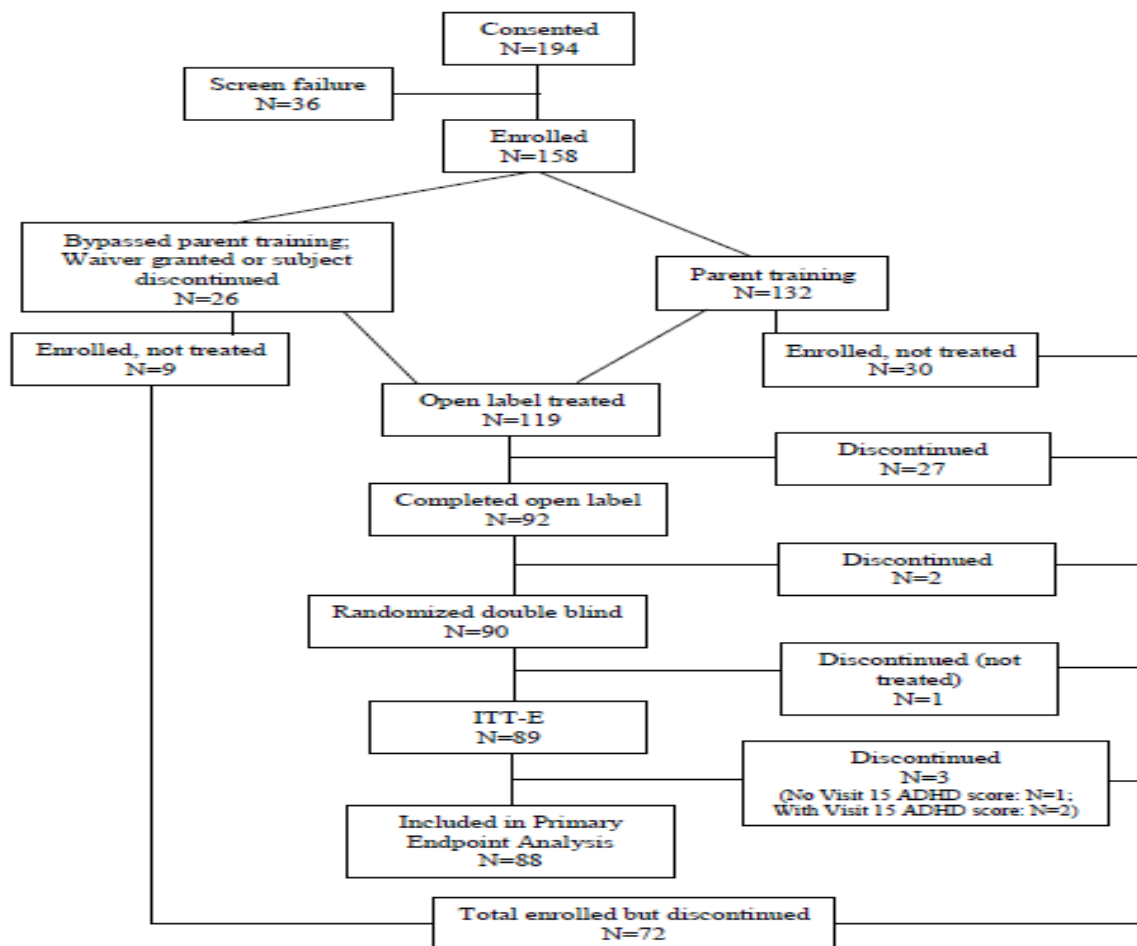 Consented
N=194
Screen failure
N=36
Enrolled
N=158
Bypassed parent training;
Waiver granted or subject
discontinued
N=26
Parent training
N=132
Enrolled, not treated
N=9
Enrolled, not treated
N=30
Open label treated
N=119
Discontinued
N=27
Completed open label
N=92
Discontinued
N=2
Randomized double blind
N=90
Discontinued (not
treated)
N=1
ITT-E
N=89
Discontinued
N=3
(No Visit 15 ADHD score: N=1;
With Visit 15 ADHD score: N=2)
Included in Primary
Endpoint Analysis
N=88
Total enrolled but discontinued
N=72